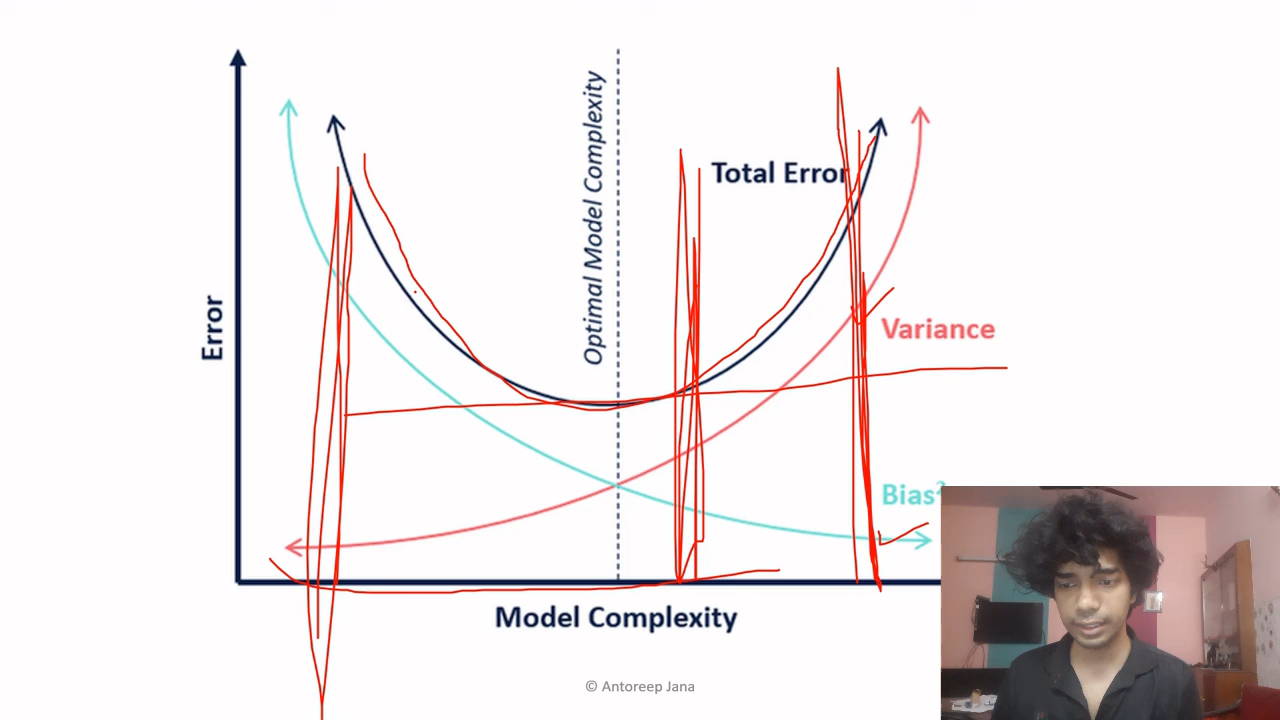 Optimal Model Complexity
Total Error
Error
Variance
Bias²
Model Complexity
© Antoreep Jana